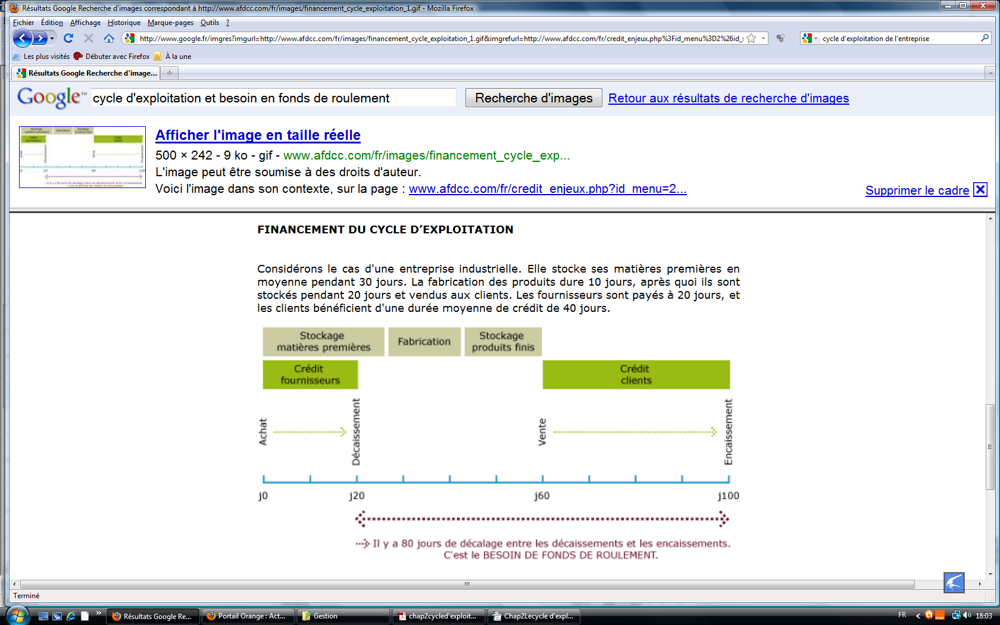 Résultats Google Recherche d'images correspondant à http://www.afdcc.com/fr/images/financement_cycle_exploitation_1.gif - Mozilla Firefox
Fichier Édition Affichage Historique Marque-pages Outils ?
http://www.google.fr/imgres?imgurl=http://www.afdcc.com/fr/images/financement_cycle_exploitation_1.gif&imgrefurl=http://www.afdcc.com/fr/credit_enjeux.php%3Fid_menu%3D2%26id_s
cycle d'exploitation de l'entreprise
Les plus visités Débuter avec Firefox À la une
Résultats Google Recherche d'image...
Google™ cycle d'exploitation et besoin en fonds de roulement Recherche d'images Retour aux résultats de recherche d'images
Afficher l'image en taille réelle
500 × 242 - 9 ko - gif - www.afdcc.com/fr/images/financement_cycle_exp...
L'image peut être soumise à des droits d'auteur.
Voici l'image dans son contexte, sur la page : www.afdcc.com/fr/credit_enjeux.php?id_menu=2...
Supprimer le cadre
FINANCEMENT DU CYCLE D’EXPLOITATION
Considérons le cas d'une entreprise industrielle. Elle stocke ses matières premières en
moyenne pendant 30 jours. La fabrication des produits dure 10 jours, après quoi ils sont
stockés pendant 20 jours et vendus aux clients. Les fournisseurs sont payés à 20 jours, et
les clients bénéficient d'une durée moyenne de crédit de 40 jours.
Stockage
matières premières
Fabrication
Stockage
produits finis
Crédit
fournisseurs
Crédit
clients
Achat
Décaissement
Vente
Encaissement
j0 j20 j60 j100
Il y a 80 jours de décalage entre les décaissements et les encaissements.
C'est le BESOIN DE FONDS DE ROULEMENT.
Terminé
Résultats Google Re... Portail Orange : Act... Gestion chap2cycled'exploit... Chap2Lecycle d'expl... FR 18:03